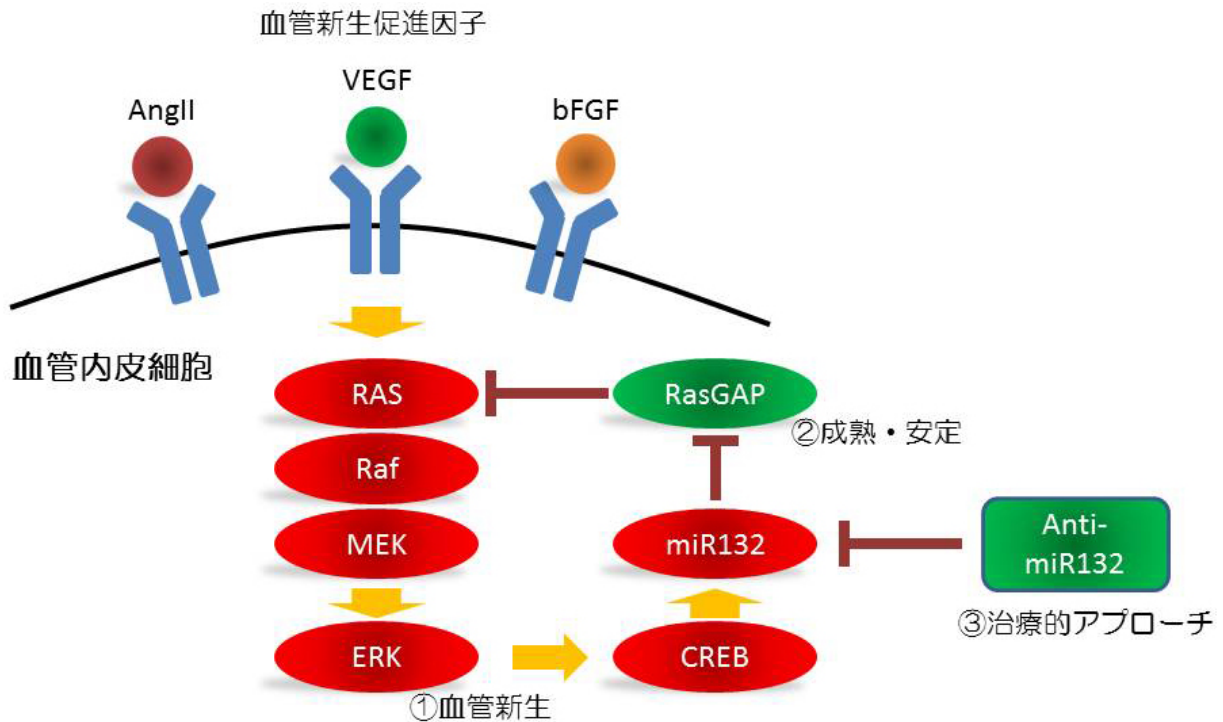 血管新生促進因子
VEGF
AngII
bFGF
血管内皮細胞
RAS
RasGAP
②成熟・安定
Raf
MEK
miR132
Anti-
miR132
③治療的アプローチ
ERK
CREB
①血管新生